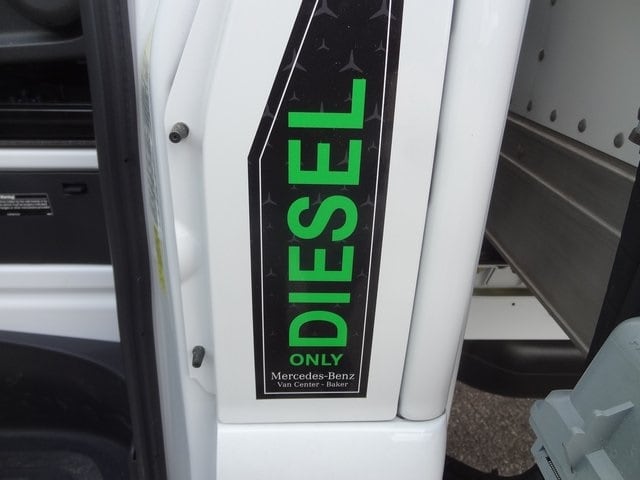 DIESEL
ONLY
Mercedes-Benz
Van Center - Baker